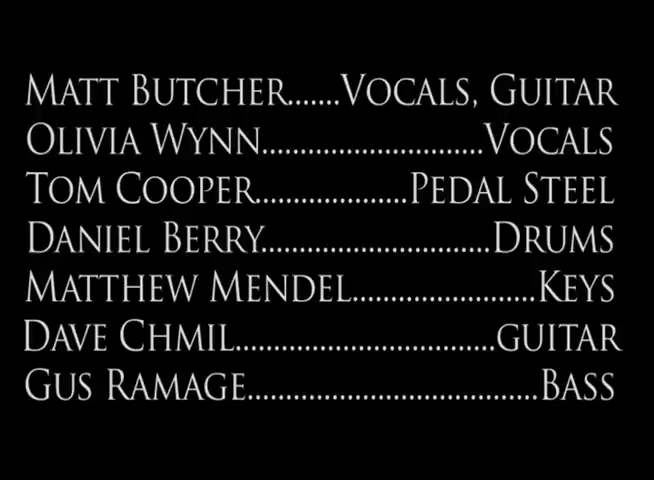 Matt Butcher.......Vocals, Guitar
Olivia Wynn.............................Vocals
Tom Cooper....................Pedal Steel
Daniel Berry..............................Drums
Matthew Mendel........................Keys
Dave Chmil..................................guitar
Gus Ramage......................................Bass